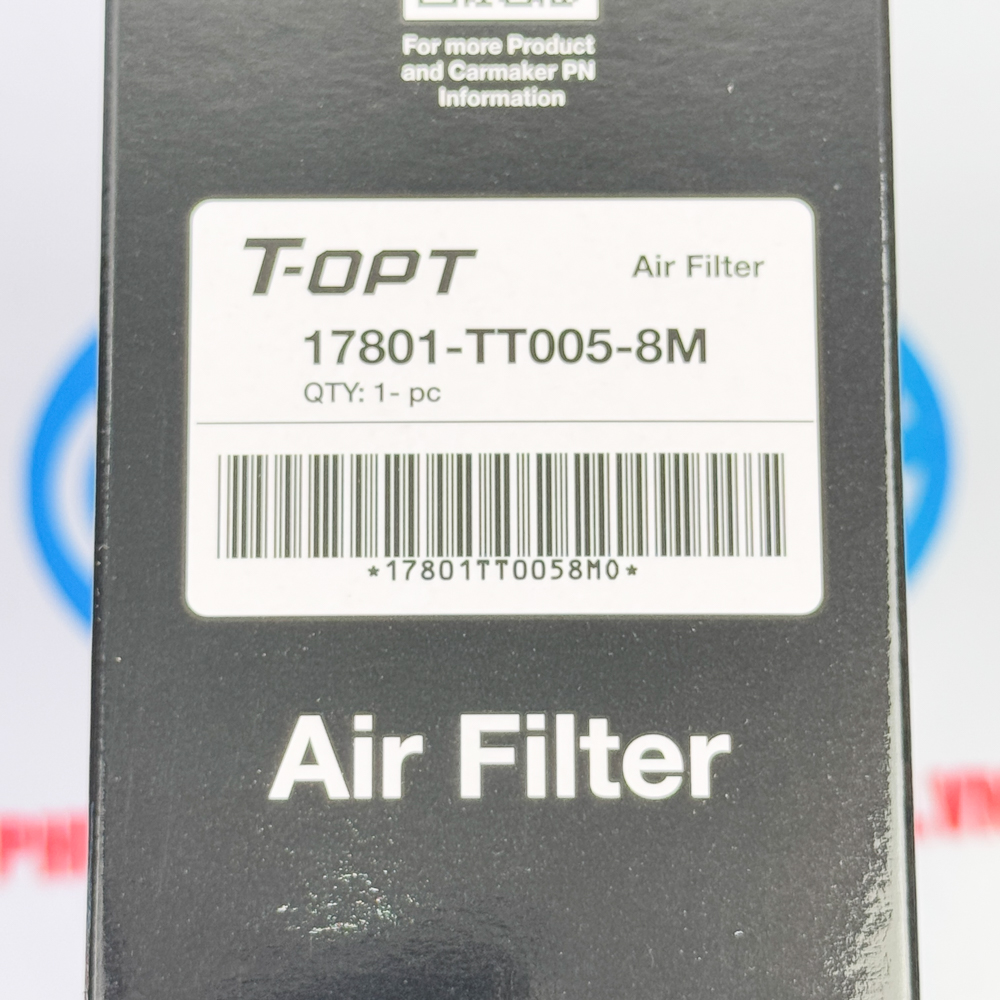 For more Product
and Carmaker PN
Information
T-OPT
Air Filter
17801-TT005-8M
QTY: 1- pc
*17801TT0058M0*
Air Filter